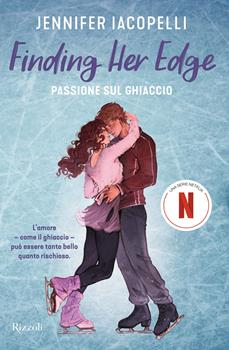 JENNIFER IACOPELLI
Finding Her Edge
PASSIONE SUL GHIACCIO
UNA SERIE NETFLIX
N
L'amore
– come il ghiaccio –
può essere tanto bello
quanto rischioso.
Rizzoli